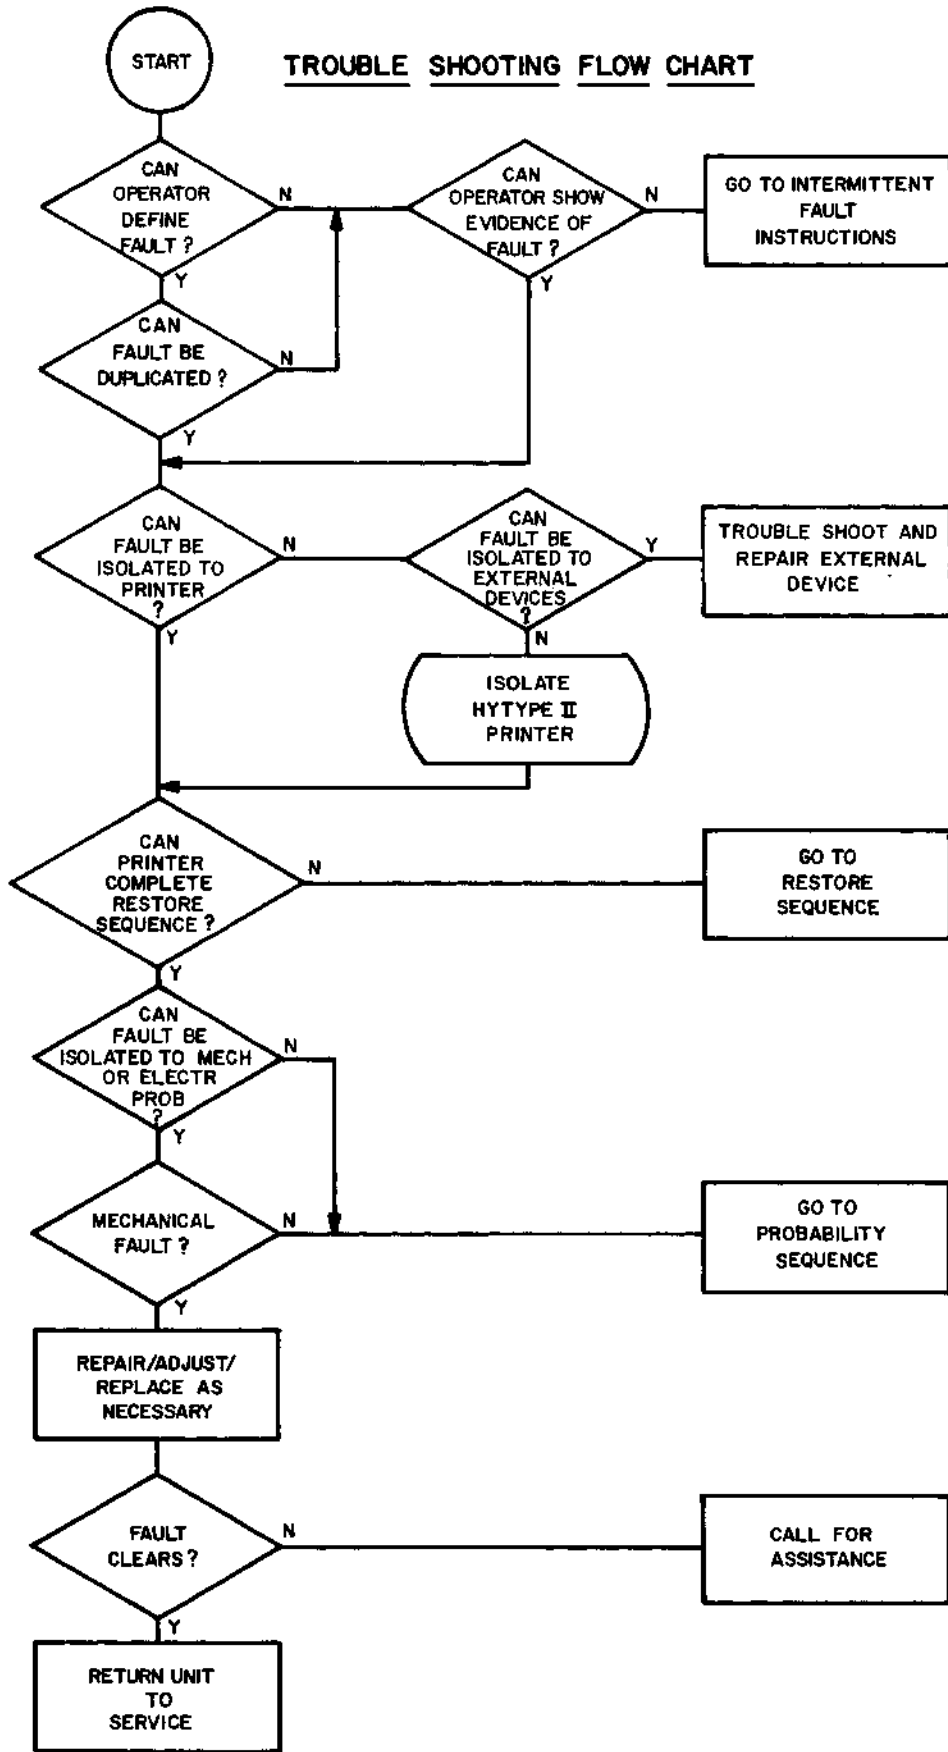 START
TROUBLE SHOOTING FLOW CHART
CAN
OPERATOR
DEFINE
FAULT ?
N
Y
CAN
OPERATOR SHOW
EVIDENCE OF
FAULT ?
N
Y
GO TO INTERMITTENT
FAULT
INSTRUCTIONS
CAN
FAULT BE
DUPLICATED ?
N
Y
CAN
FAULT BE
ISOLATED TO
PRINTER
?
N
Y
CAN
FAULT BE
ISOLATED TO
EXTERNAL
DEVICES
?
Y
N
TROUBLE SHOOT AND
REPAIR EXTERNAL
DEVICE
ISOLATE
HYTYPE II
PRINTER
CAN
PRINTER
COMPLETE
RESTORE
SEQUENCE ?
N
Y
GO TO
RESTORE
SEQUENCE
CAN
FAULT BE
ISOLATED TO MECH
OR ELECTR
PROB
?
N
Y
MECHANICAL
FAULT ?
N
Y
GO TO
PROBABILITY
SEQUENCE
REPAIR/ADJUST/
REPLACE AS
NECESSARY
FAULT
CLEARS ?
N
Y
CALL FOR
ASSISTANCE
RETURN UNIT
TO
SERVICE